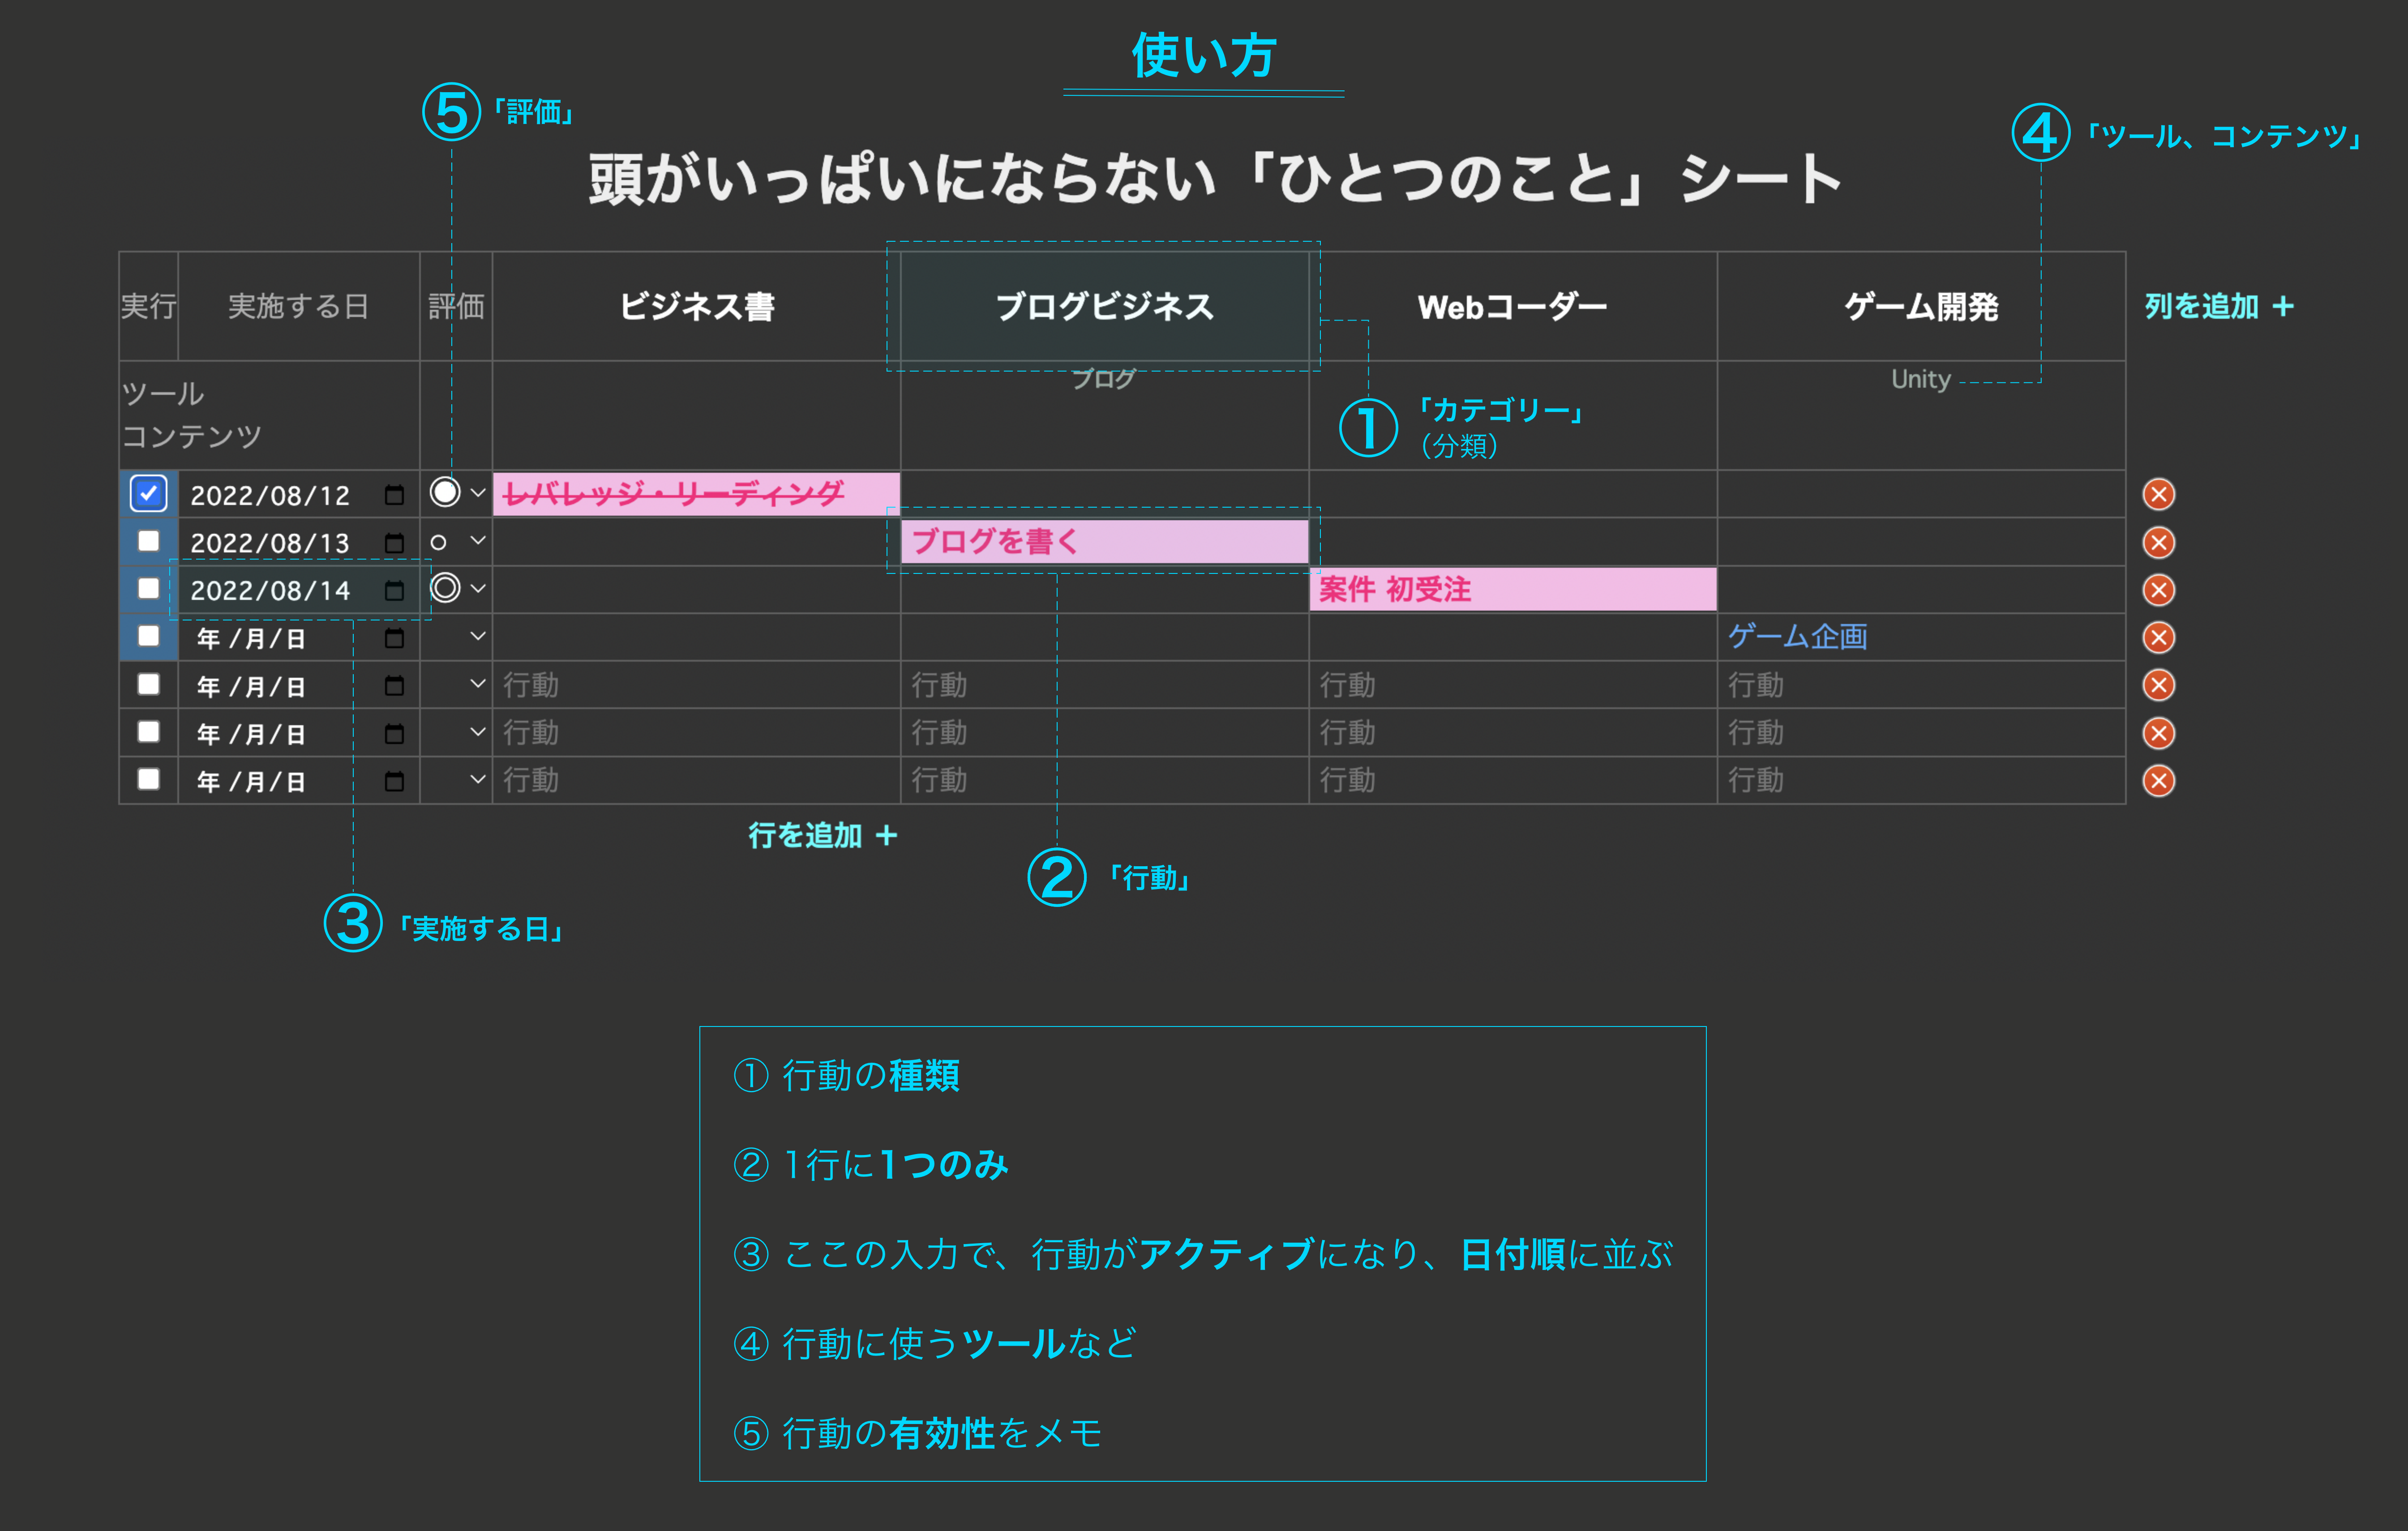 使い方
⑤ 「評価」
④ 「ツール、コンテンツ」
頭がいっぱいにならない「ひとつのこと」シート
実行 実施する日 評価 ビジネス書 ブログビジネス Webコーダー ゲーム開発 列を追加 +
ツール
コンテンツ
ブログ
Unity
① 「カテゴリー」
（分類）
2022/08/12 レバレッジ・リーディング
2022/08/13 ブログを書く
2022/08/14 案件 初受注
年 /月/日 ゲーム企画
年 /月/日 行動 行動 行動 行動
年 /月/日 行動 行動 行動 行動
年 /月/日 行動 行動 行動 行動
行を追加 +
② 「行動」
③ 「実施する日」
① 行動の種類
② 1行に1つのみ
③ ここの入力で、行動がアクティブになり、日付順に並ぶ
④ 行動に使うツールなど
⑤ 行動の有効性をメモ